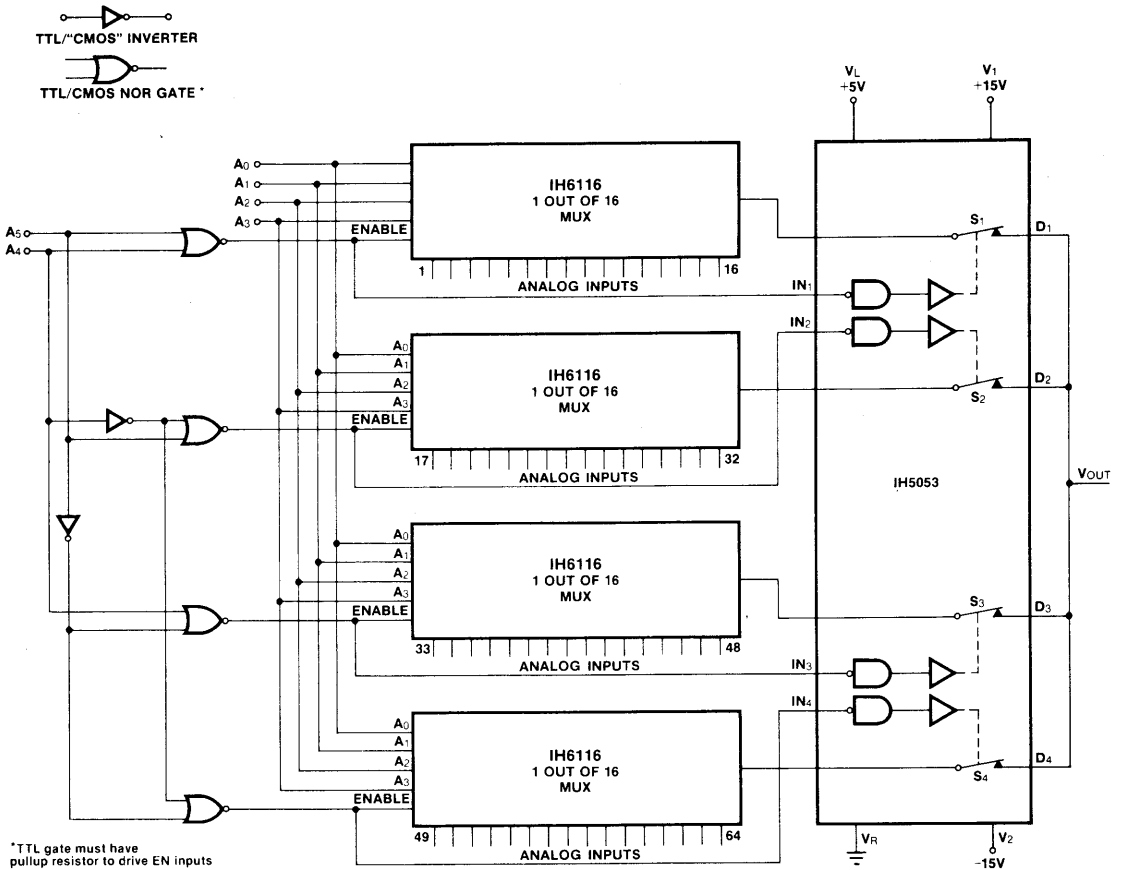 TTL/"CMOS" INVERTER
TTL/CMOS NOR GATE *
VL
+5V
V1
+15V
A0
A1
A2
A3
A5
A4
ENABLE
IH6116
1 OUT OF 16
MUX
1
16
ANALOG INPUTS
S1
D1
IN1
IN2
A0
A1
A2
A3
ENABLE
IH6116
1 OUT OF 16
MUX
17
32
ANALOG INPUTS
S2
D2
VOUT
IH5053
A0
A1
A2
A3
ENABLE
IH6116
1 OUT OF 16
MUX
33
48
ANALOG INPUTS
S3
D3
IN3
IN4
A0
A1
A2
A3
ENABLE
IH6116
1 OUT OF 16
MUX
49
64
ANALOG INPUTS
S4
D4
VR
V2
-15V
*TTL gate must have
pullup resistor to drive EN inputs